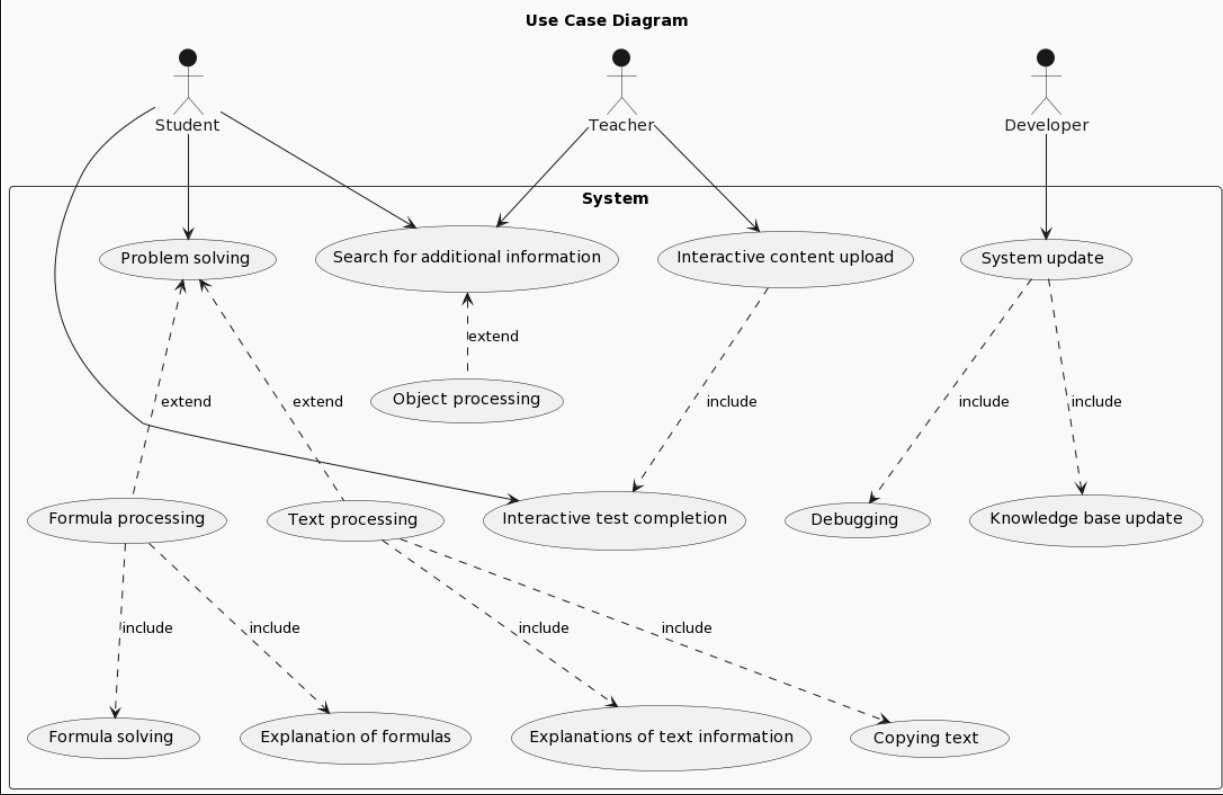 Use Case Diagram
Student
Teacher
Developer
System
Problem solving
Search for additional information
Interactive content upload
System update
extend
Object processing
extend
extend
include
include
include
Formula processing
Text processing
Interactive test completion
Debugging
Knowledge base update
include
include
include
include
Formula solving
Explanation of formulas
Explanations of text information
Copying text